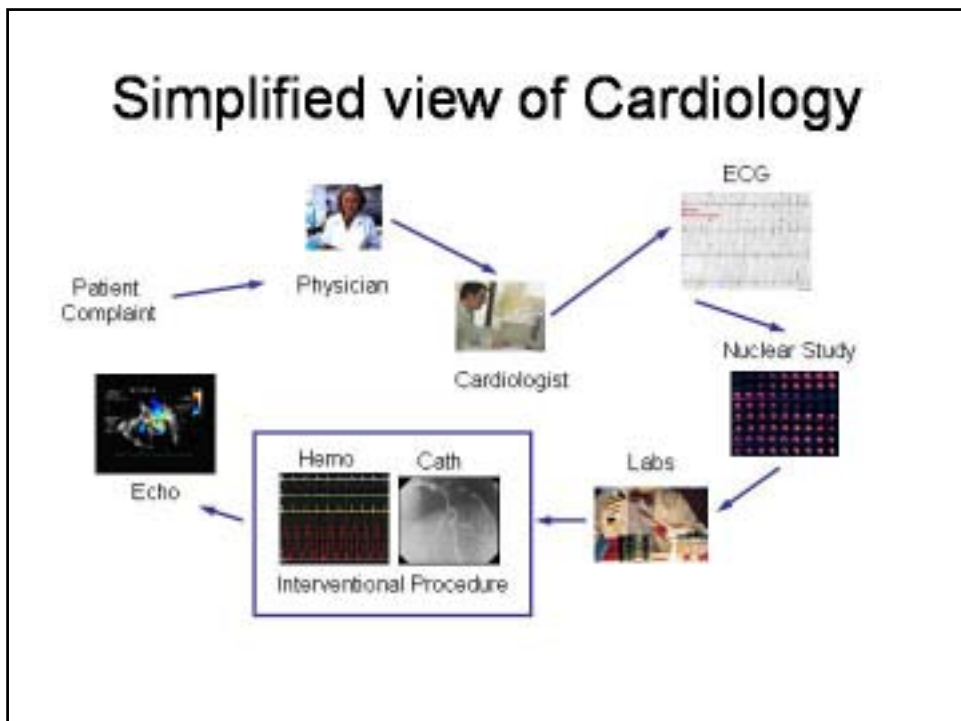 Simplified view of Cardiology
Patient
Complaint
Physician
Cardiologist
ECG
Nuclear Study
Labs
Hemo
Cath
Interventional Procedure
Echo